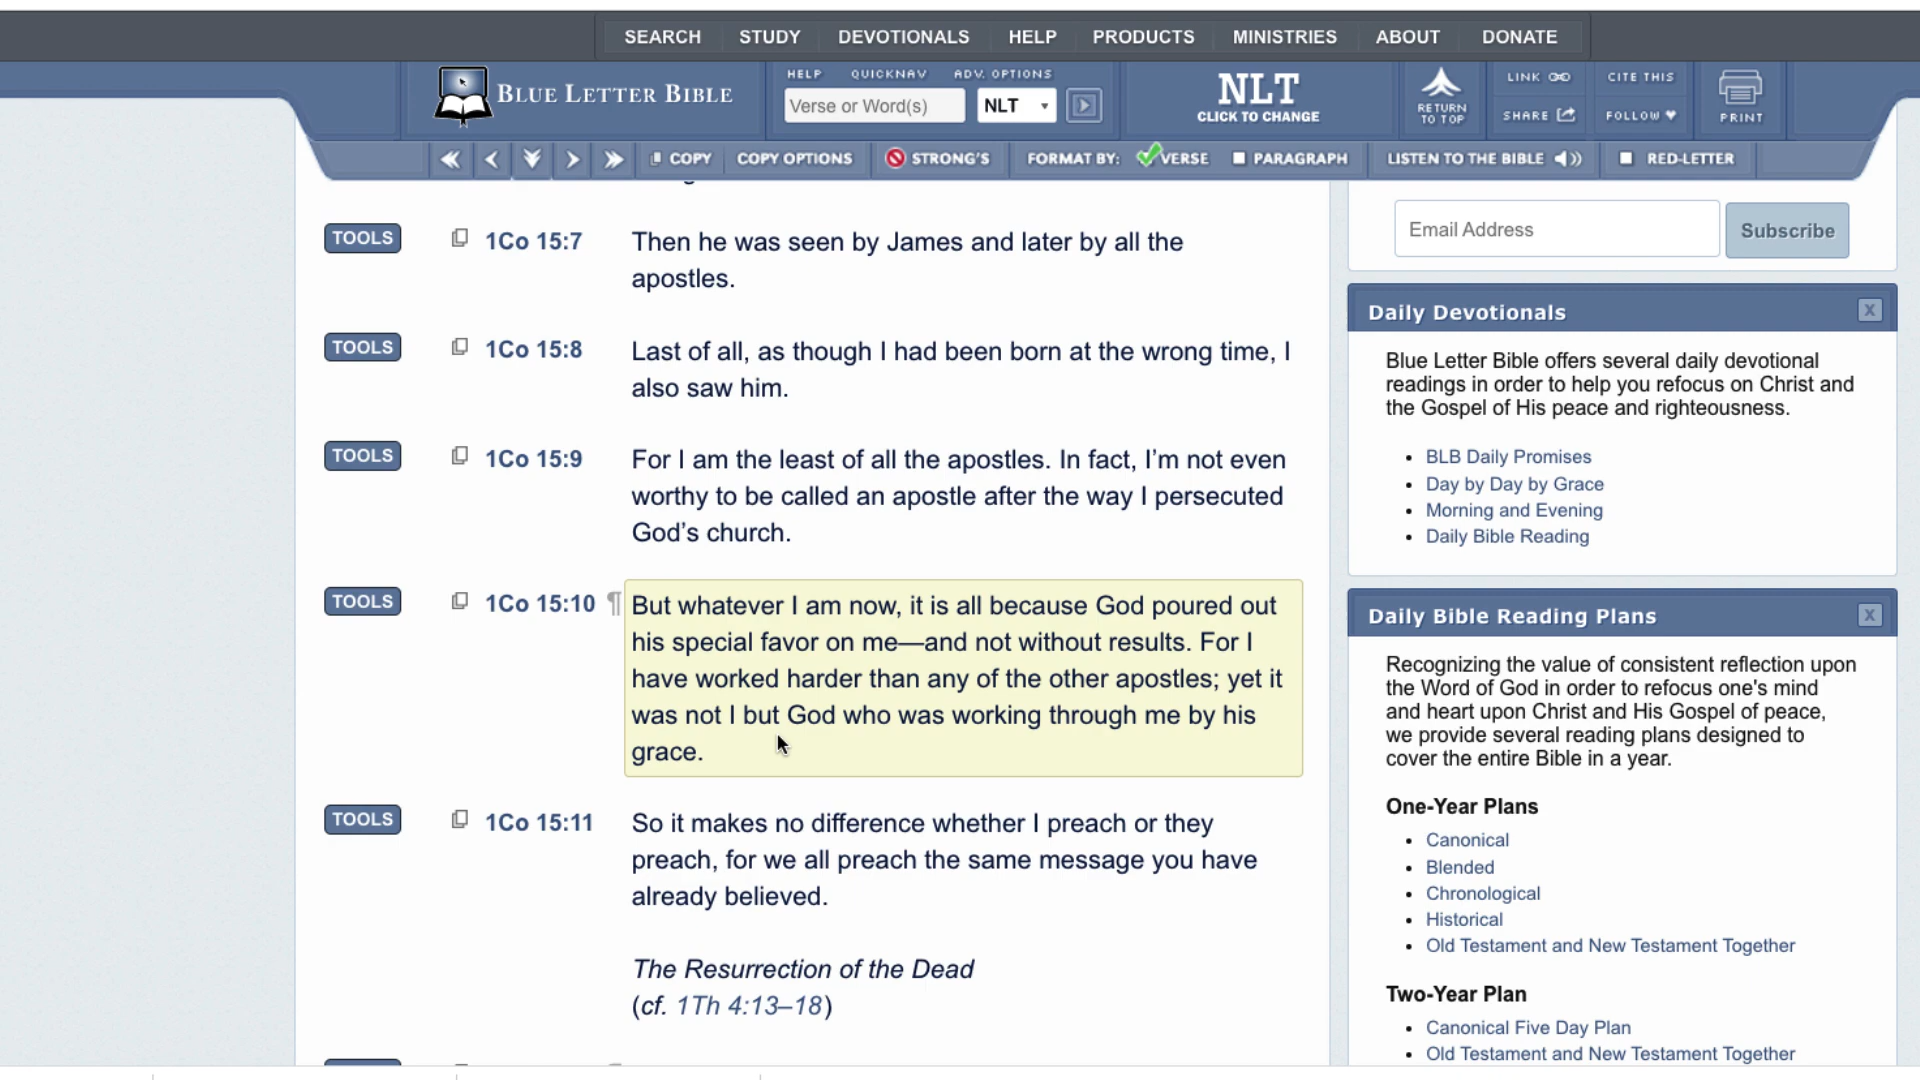 SEARCH STUDY DEVOTIONALS HELP PRODUCTS MINISTRIES ABOUT DONATE
BLUE LETTER BIBLE
HELP QUICKNAV ADV. OPTIONS
Verse or Word(s) NLT
NLT
CLICK TO CHANGE
RETURN
TO TOP
LINK
SHARE
CITE THIS
FOLLOW
PRINT
COPY COPY OPTIONS STRONG'S FORMAT BY: VERSE PARAGRAPH LISTEN TO THE BIBLE RED-LETTER
TOOLS 1Co 15:7 Then he was seen by James and later by all the
apostles.
TOOLS 1Co 15:8 Last of all, as though I had been born at the wrong time, I
also saw him.
TOOLS 1Co 15:9 For I am the least of all the apostles. In fact, I’m not even
worthy to be called an apostle after the way I persecuted
God’s church.
TOOLS 1Co 15:10 ¶ But whatever I am now, it is all because God poured out
his special favor on me—and not without results. For I
have worked harder than any of the other apostles; yet it
was not I but God who was working through me by his
grace.
TOOLS 1Co 15:11 So it makes no difference whether I preach or they
preach, for we all preach the same message you have
already believed.
The Resurrection of the Dead
(cf. 1Th 4:13–18)
Email Address Subscribe
Daily Devotionals X
Blue Letter Bible offers several daily devotional
readings in order to help you refocus on Christ and
the Gospel of His peace and righteousness.
• BLB Daily Promises
• Day by Day by Grace
• Morning and Evening
• Daily Bible Reading
Daily Bible Reading Plans X
Recognizing the value of consistent reflection upon
the Word of God in order to refocus one's mind
and heart upon Christ and His Gospel of peace,
we provide several reading plans designed to
cover the entire Bible in a year.
One-Year Plans
• Canonical
• Blended
• Chronological
• Historical
• Old Testament and New Testament Together
Two-Year Plan
• Canonical Five Day Plan
• Old Testament and New Testament Together